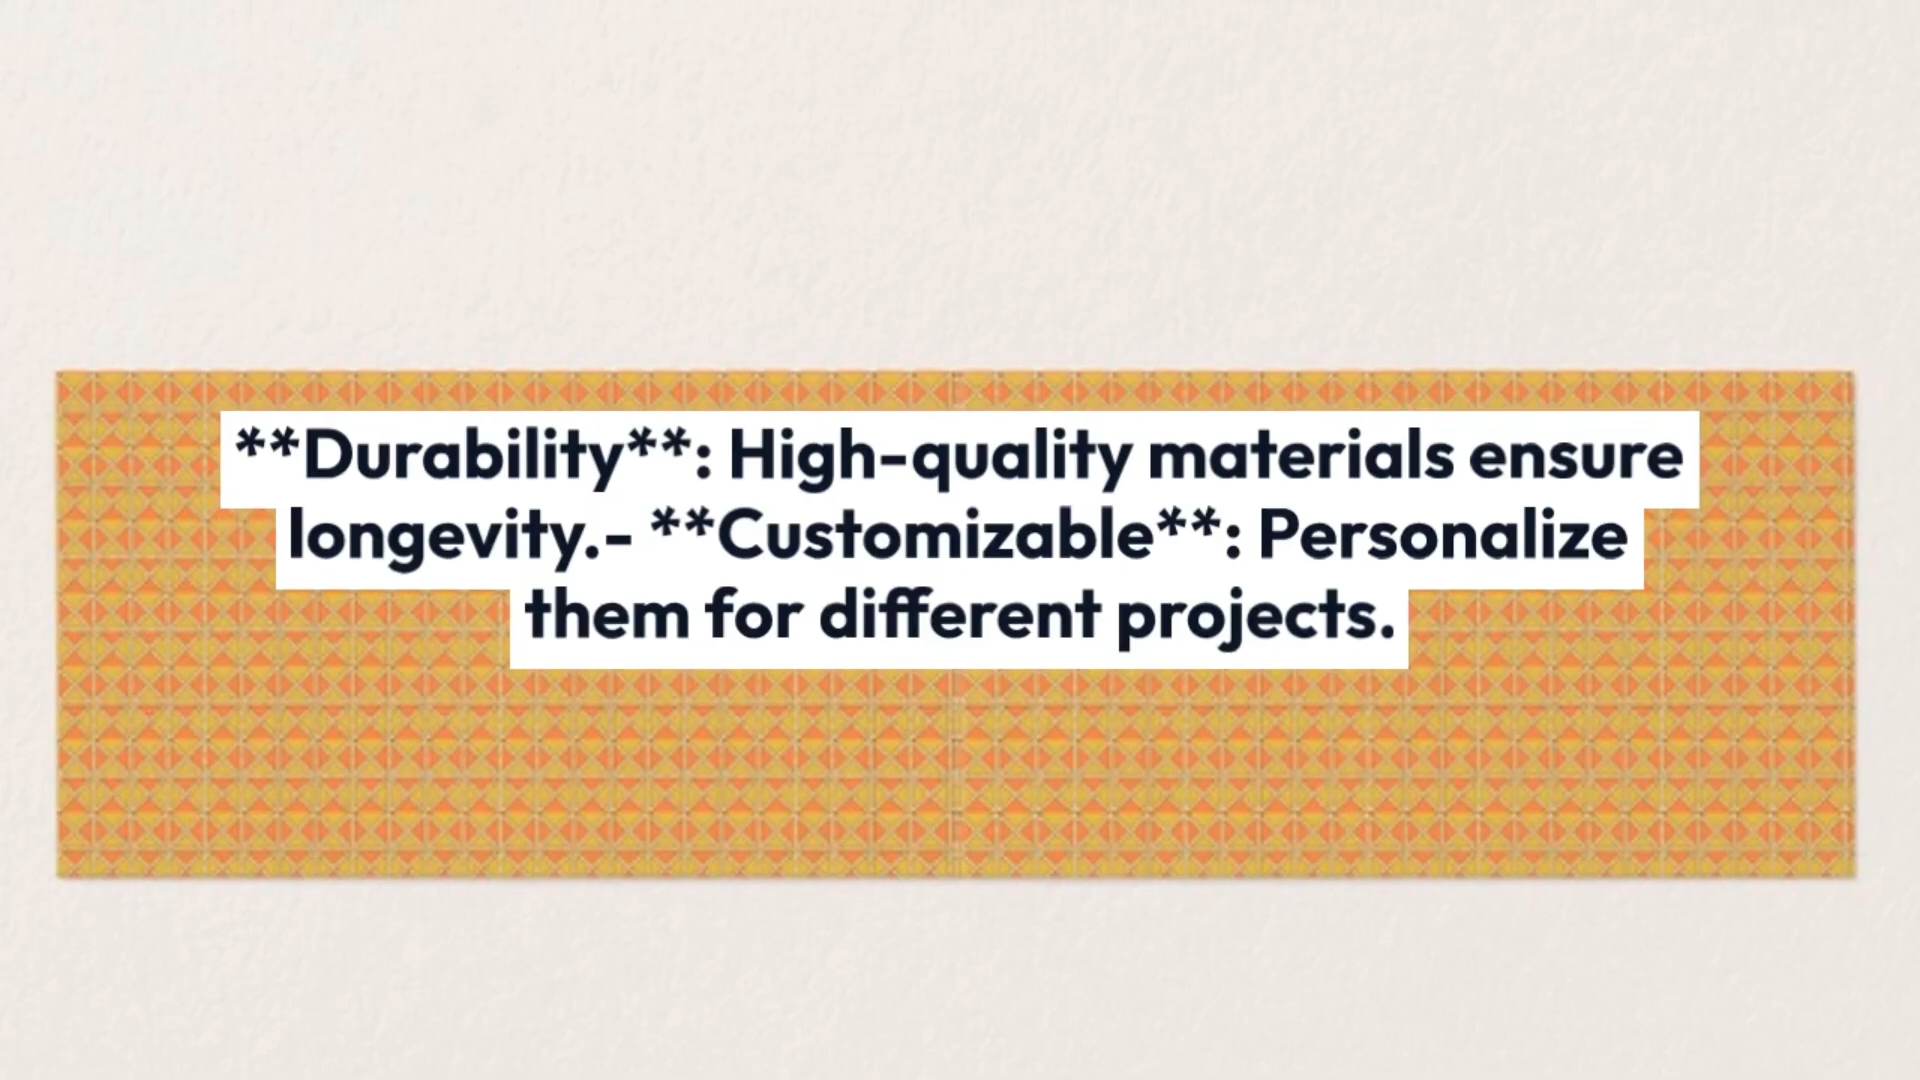 **Durability**: High-quality materials ensure
longevity.- **Customizable**: Personalize
them for different projects.